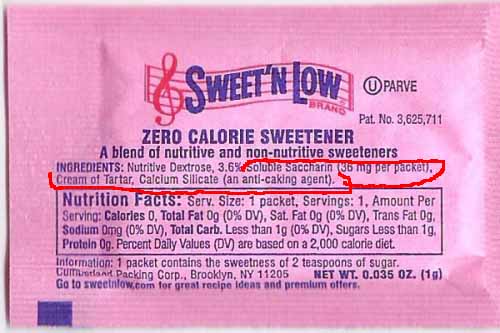 SWEET'N LOW
BRAND
U PARVE
Pat. No. 3,625,711
ZERO CALORIE SWEETENER
A blend of nutritive and non-nutritive sweeteners
INGREDIENTS: Nutritive Dextrose, 3.6% Soluble Saccharin (36 mg per packet),
Cream of Tartar, Calcium Silicate (an anti-caking agent).
Nutrition Facts: Serv. Size: 1 packet, Servings: 1, Amount Per
Serving: Calories 0, Total Fat 0g (0% DV), Sat. Fat 0g (0% DV), Trans Fat 0g,
Sodium 0mg (0% DV), Total Carb. Less than 1g (0% DV), Sugars Less than 1g,
Protein 0g. Percent Daily Values (DV) are based on a 2,000 calorie diet.
Information: 1 packet contains the sweetness of 2 teaspoons of sugar.
Cumberland Packing Corp., Brooklyn, NY 11205 NET WT. 0.035 OZ. (1g)
Go to sweetnlow.com for great recipe ideas and premium offers.